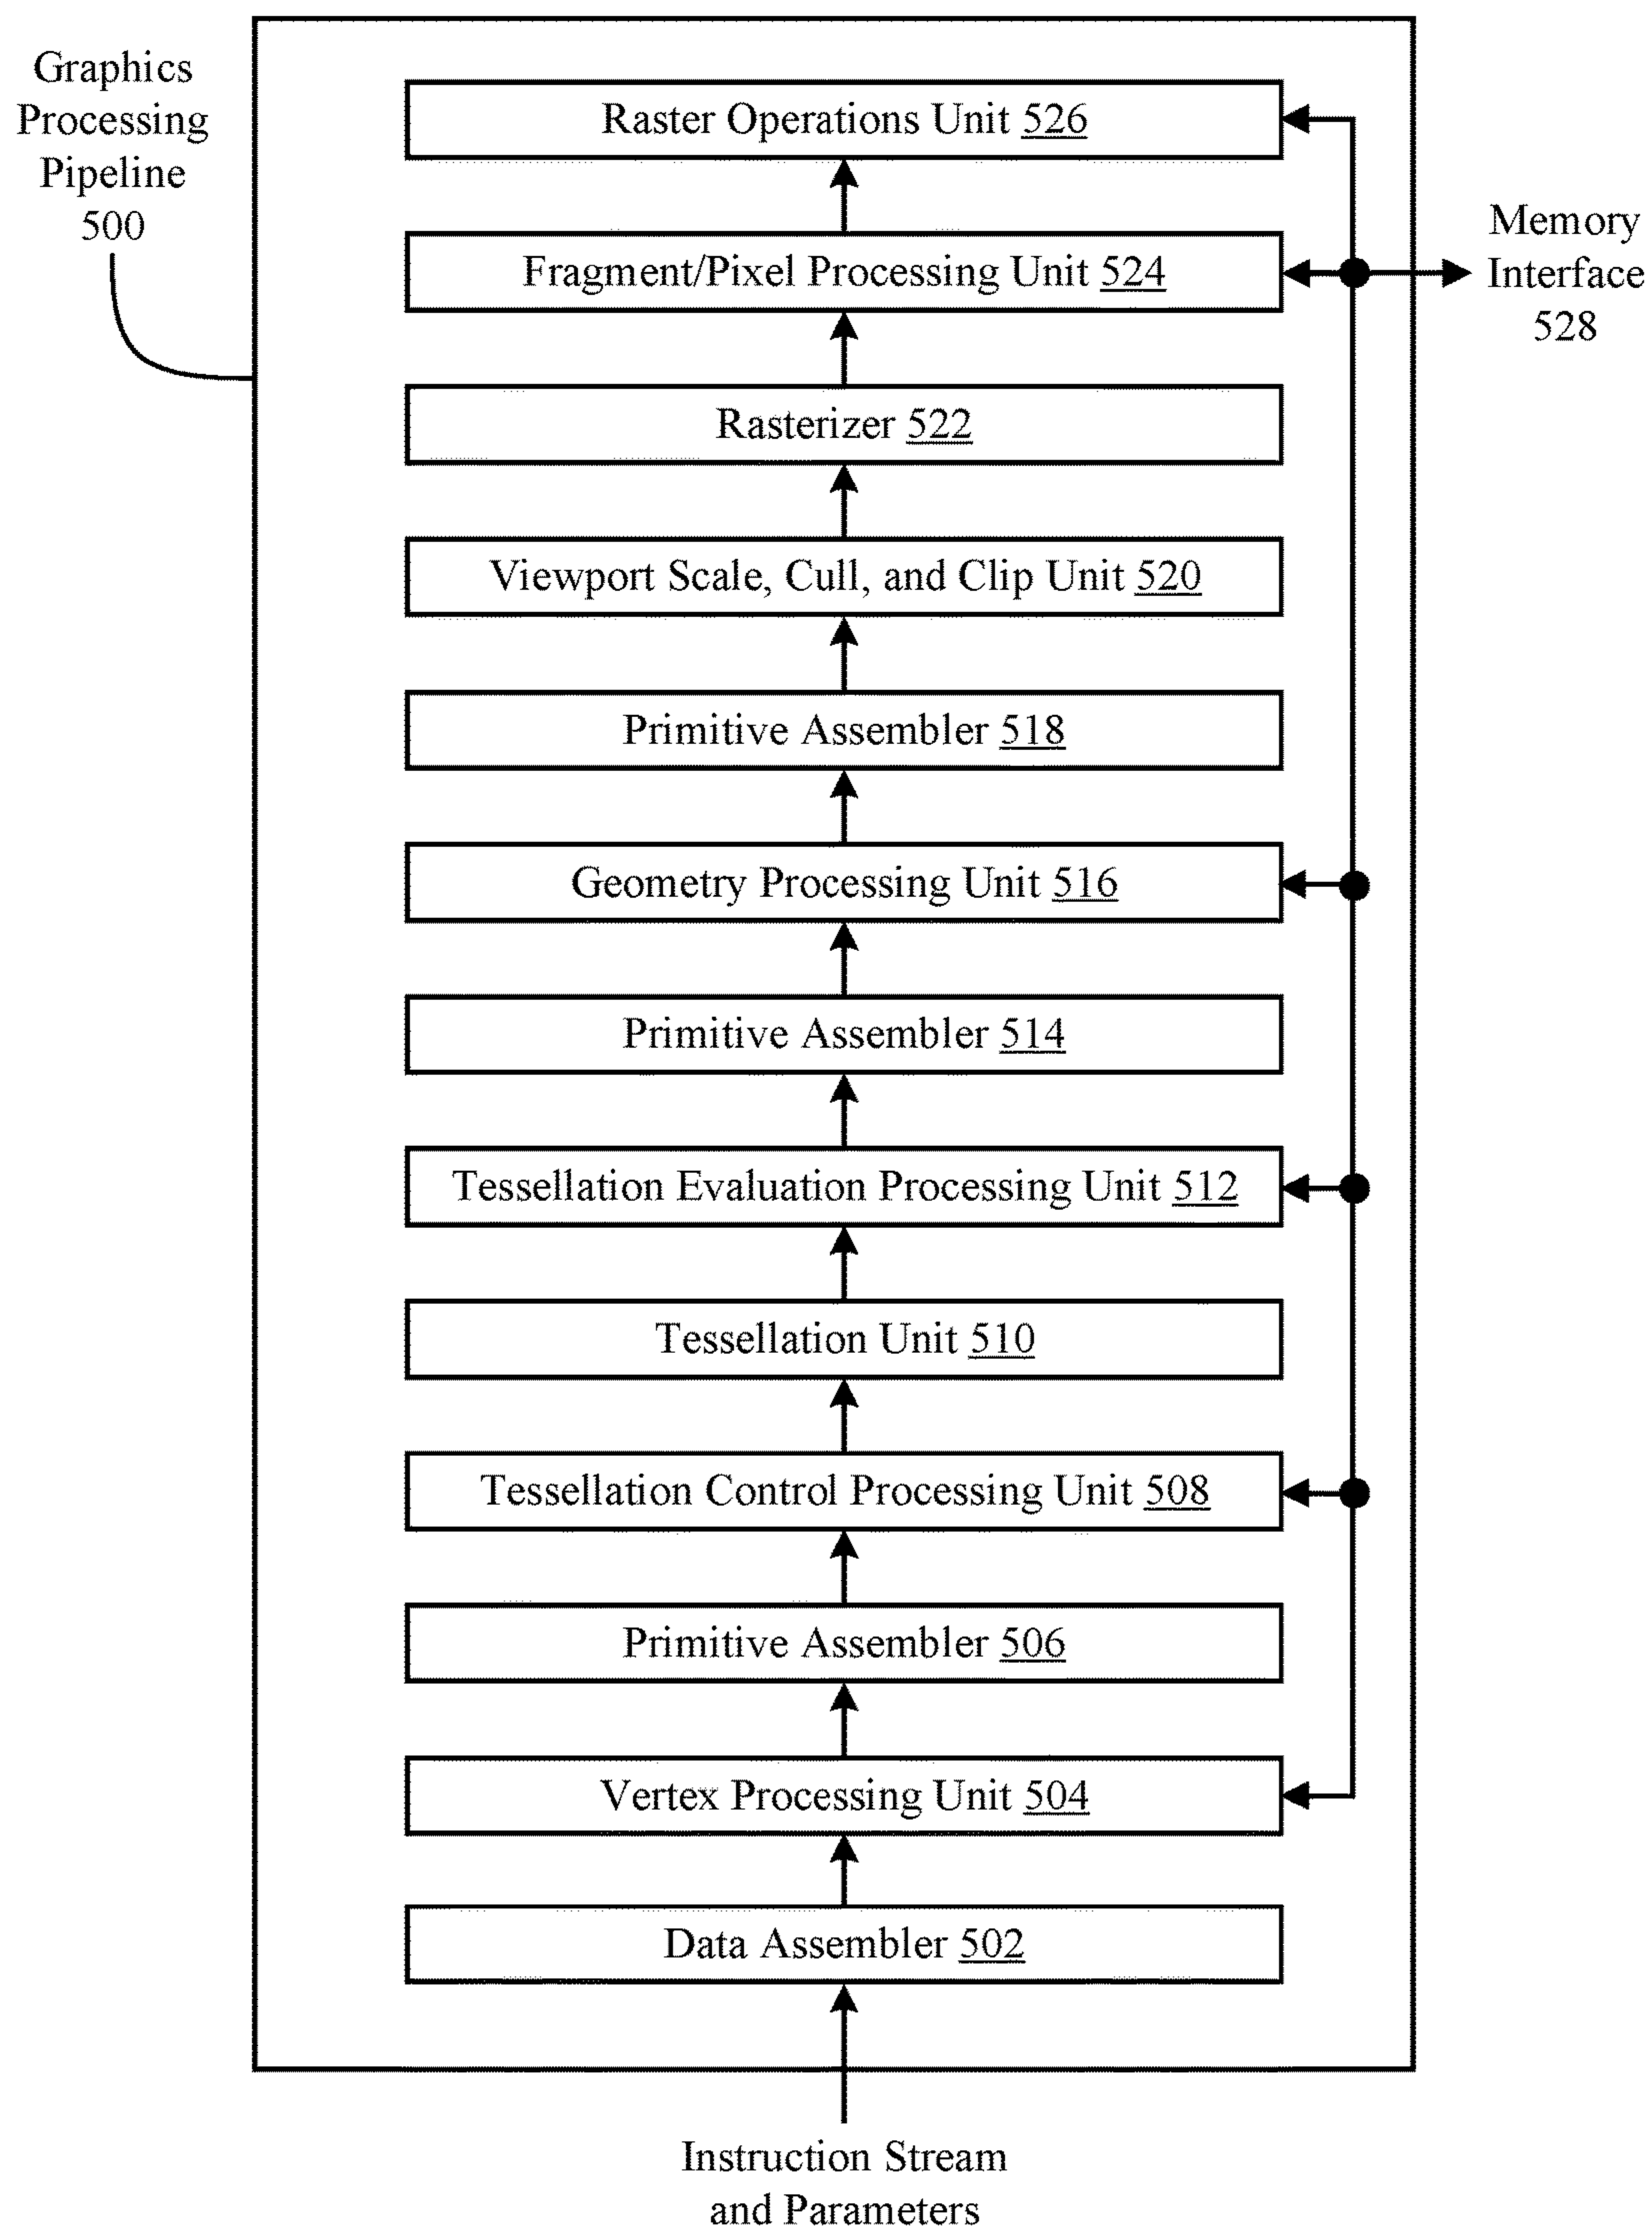 Graphics
Processing
Pipeline
500
Raster Operations Unit 526
Fragment/Pixel Processing Unit 524
Memory
Interface
528
Rasterizer 522
Viewport Scale, Cull, and Clip Unit 520
Primitive Assembler 518
Geometry Processing Unit 516
Primitive Assembler 514
Tessellation Evaluation Processing Unit 512
Tessellation Unit 510
Tessellation Control Processing Unit 508
Primitive Assembler 506
Vertex Processing Unit 504
Data Assembler 502
Instruction Stream
and Parameters